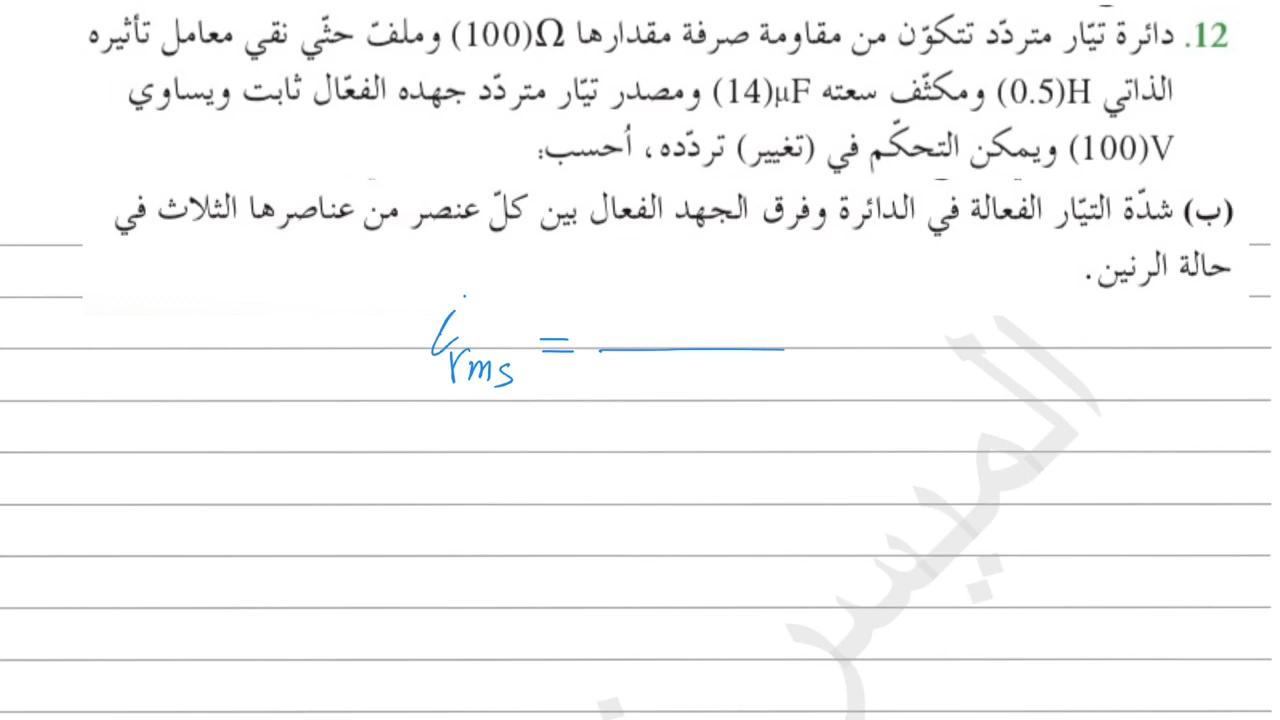 12. دائرة تيّار متردّد تتكوّن من مقاومة صرفة مقدارها Ω(100) وملفّ حثّي نقي معامل تأثيره
الذاتي H(0.5) ومكثّف سعته μF(14) ومصدر تيّار متردّد جهده الفعّال ثابت ويساوي
V(100) ويمكن التحكّم في (تغيير) تردّده، أحسب:
(ب) شدّة التيّار الفعالة في الدائرة وفرق الجهد الفعال بين كلّ عنصر من عناصرها الثلاث في
حالة الرنين.
i rms =
الميسر